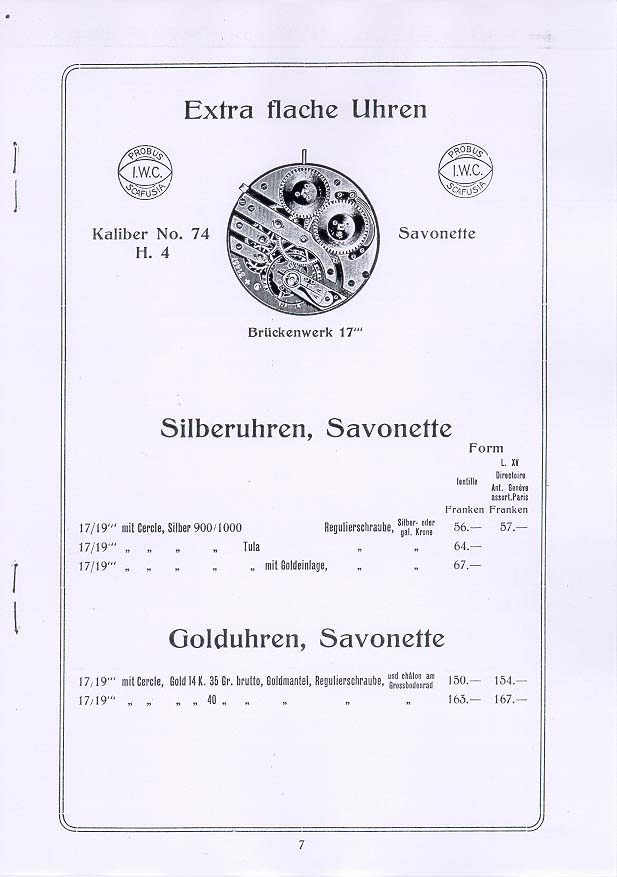 Extra flache Uhren
PROBUS
I.W.C.
SCAFUSIA
PROBUS
I.W.C.
SCAFUSIA
Kaliber No. 74
H. 4
Savonette
Brückenwerk 17'''
Silberuhren, Savonette
Form
lentille
L. XV
Directoire
Ant. Genève
assort. Paris
Franken Franken
17/19''' mit Cercle, Silber 900/1000 Regulierschraube, Silber- oder gal. Krone 56.— 57.—
17/19''' „ „ „ „ Tula „ „ 64.—
17/19''' „ „ „ „ „ mit Goldeinlage, „ „ 67.—
Golduhren, Savonette
17/19''' mit Cercle, Gold 14 K. 35 Gr. brutto, Goldmantel, Regulierschraube, und châton am Grossbodenrad 150.— 154.—
17/19''' „ „ „ „ 40 „ „ „ „ „ 163.— 167.—
7